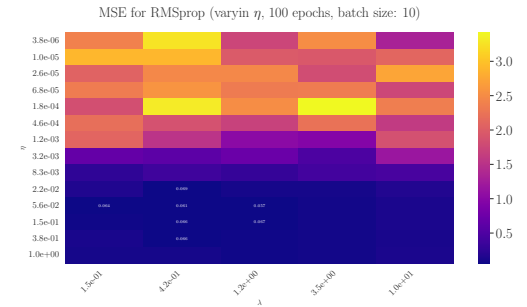 MSE for RMSprop (varyin η, 100 epochs, batch size: 10)
3.8e-06
1.0e-05
2.6e-05
6.8e-05
1.8e-04
4.6e-04
1.2e-03
3.2e-03
8.3e-03
2.2e-02
5.6e-02
1.5e-01
3.8e-01
1.0e+00
η
1.5e-01
4.2e-01
1.2e+00
3.5e+00
1.0e+01
3.0
2.5
2.0
1.5
1.0
0.5